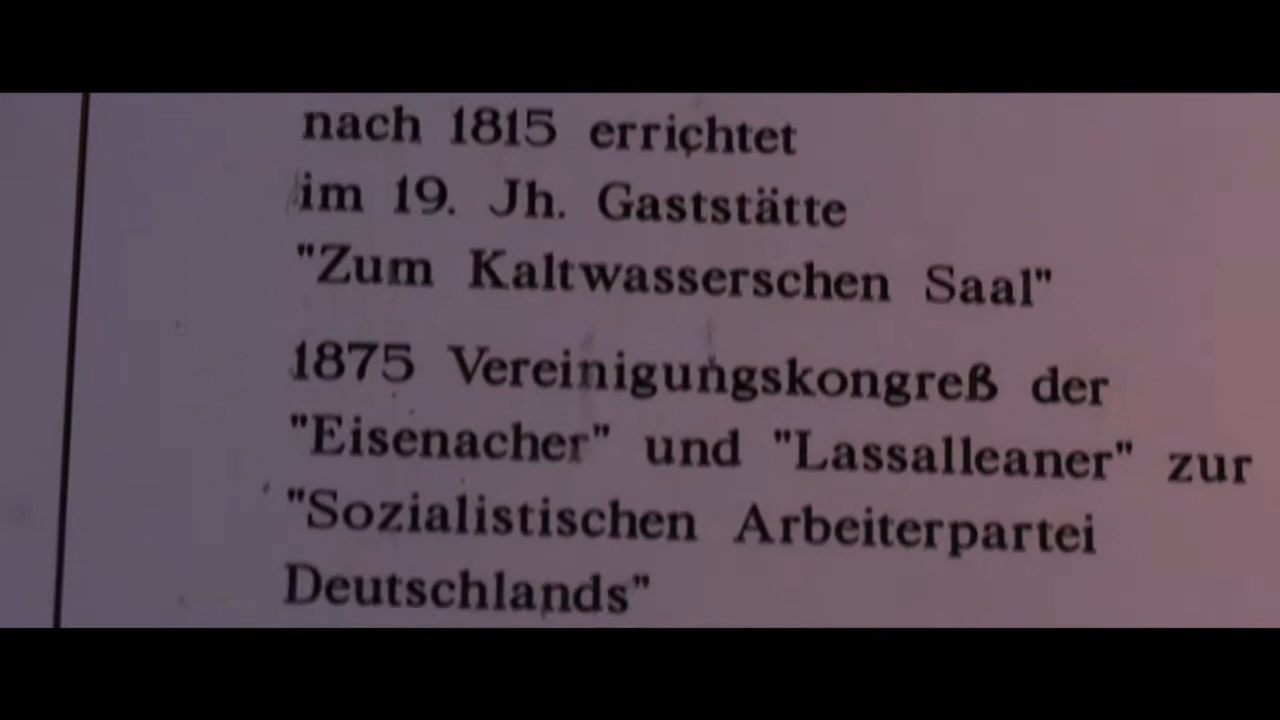 nach 1815 errichtet
im 19. Jh. Gaststätte
"Zum Kaltwasserschen Saal"
1875 Vereinigungskongreß der
"Eisenacher" und "Lassalleaner" zur
"Sozialistischen Arbeiterpartei
Deutschlands"